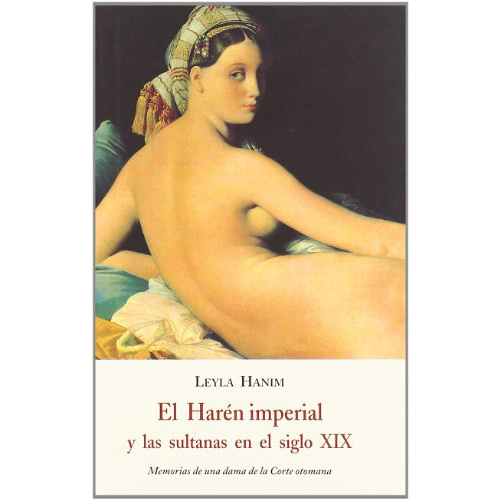 Leyla Hanim
El Harén imperial
y las sultanas en el siglo XIX
Memorias de una dama de la Corte otomana